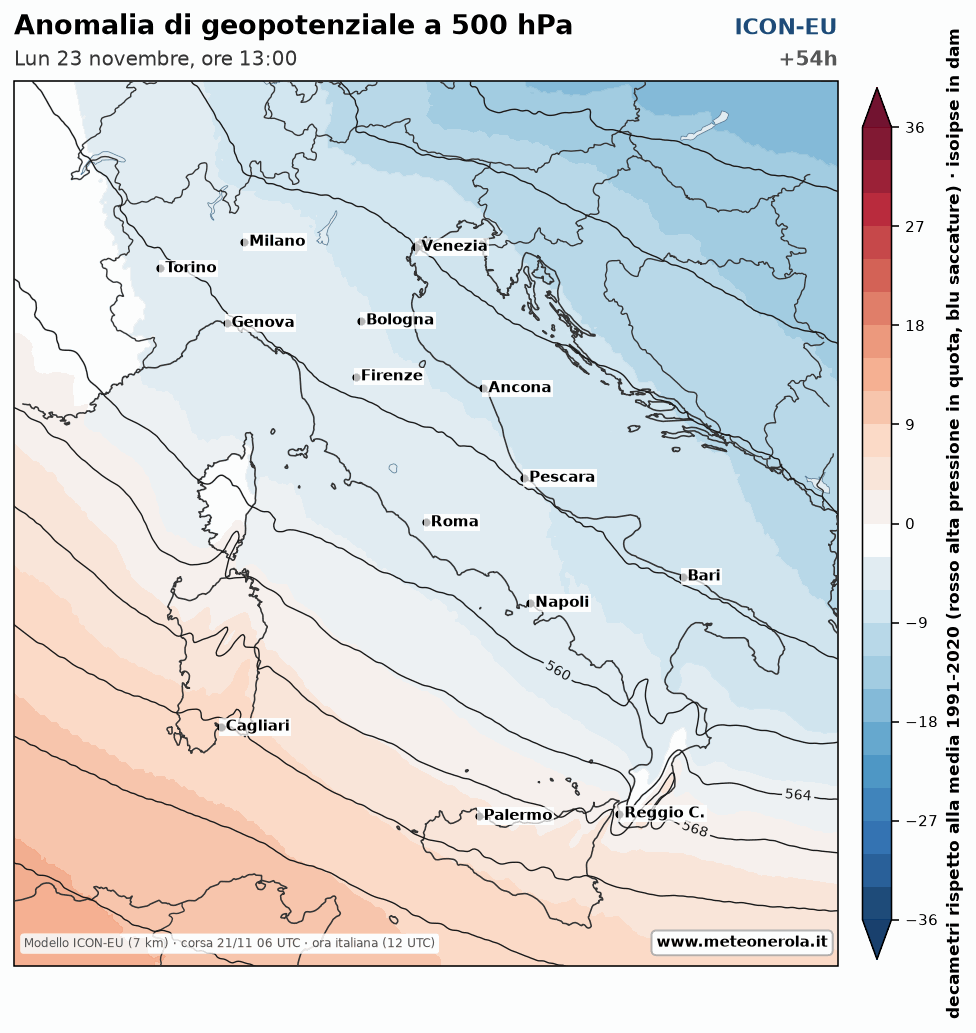 Anomalia di geopotenziale a 500 hPa
ICON-EU
Lun 23 novembre, ore 13:00
+54h
Milano
Venezia
Torino
Genova
Bologna
Firenze
Ancona
Pescara
Roma
Bari
Napoli
560
Cagliari
564
Palermo
Reggio C.
568
Modello ICON-EU (7 km) · corsa 21/11 06 UTC · ora italiana (12 UTC)
www.meteonerola.it
36
27
18
9
0
−9
−18
−27
−36
decametri rispetto alla media 1991-2020 (rosso alta pressione in quota, blu saccature) · isoipse in dam